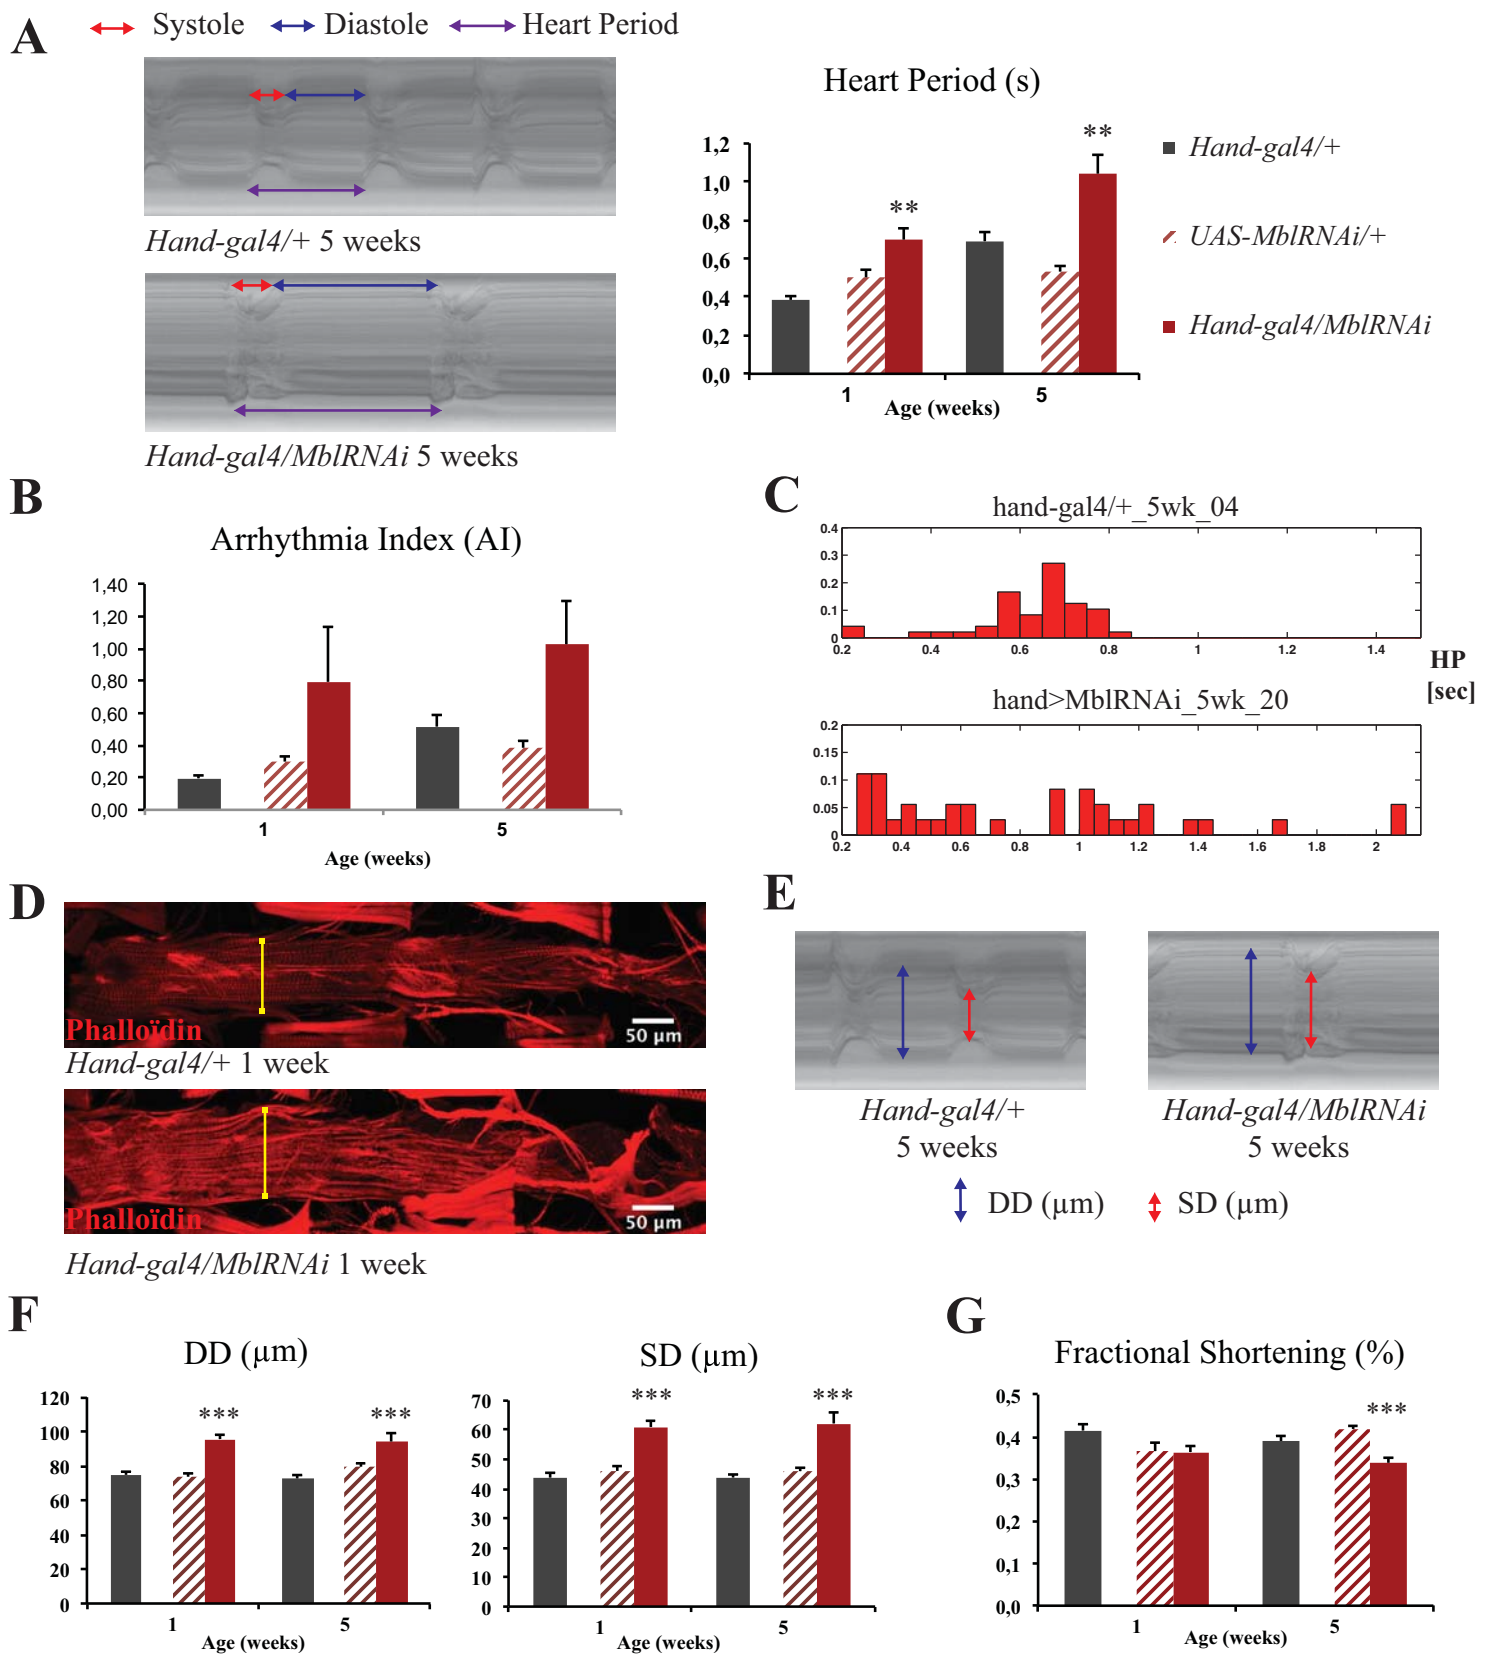 A
Systole
Diastole
Heart Period
Hand-gal4/+ 5 weeks
Hand-gal4/MblRNAi 5 weeks
Heart Period (s)
1,2
1,0
0,8
0,6
0,4
0,2
0,0
**
**
1
5
Age (weeks)
Hand-gal4/+
UAS-MblRNAi/+
Hand-gal4/MblRNAi
B
Arrhythmia Index (AI)
1,40
1,20
1,00
0,80
0,60
0,40
0,20
0,00
1
5
Age (weeks)
C
hand-gal4/+_5wk_04
0.4
0.3
0.2
0.1
0
0.2 0.4 0.6 0.8 1 1.2 1.4
HP
[sec]
hand>MblRNAi_5wk_20
0.2
0.15
0.1
0.05
0
0.2 0.4 0.6 0.8 1 1.2 1.4 1.6 1.8 2
D
Phalloïdin
50 µm
Hand-gal4/+ 1 week
Phalloïdin
50 µm
Hand-gal4/MblRNAi 1 week
E
Hand-gal4/+
5 weeks
Hand-gal4/MblRNAi
5 weeks
DD (µm)
SD (µm)
F
DD (µm)
120
100
80
60
40
20
0
***
***
1
5
Age (weeks)
SD (µm)
70
60
50
40
30
20
10
0
***
***
1
5
Age (weeks)
G
Fractional Shortening (%)
0,5
0,4
0,3
0,2
0,1
0,0
***
1
5
Age (weeks)